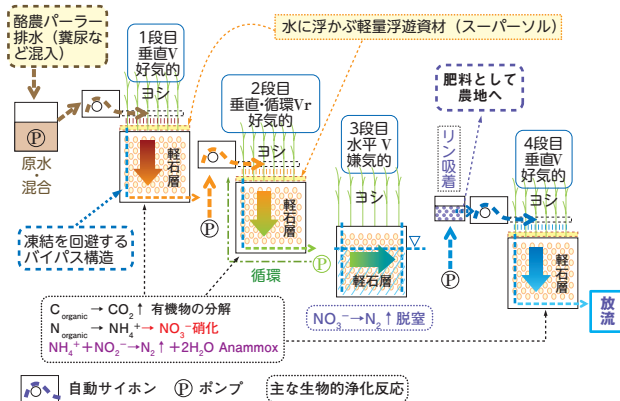 酪農パーラー
排水（糞尿な
ど混入）
1段目
垂直V
好気的
ヨシ
水に浮かぶ軽量浮遊資材（スーパーソル）
2段目
垂直・循環Vr
好気的
ヨシ
3段目
水平 V
嫌気的
ヨシ
肥料として
農地へ
リン吸着
4段目
垂直V
好気的
ヨシ
P
原水・混合
軽石層
P
軽石層
P
循環
軽石層
P
軽石層
凍結を回避する
バイパス構造
放流
C organic → CO₂↑ 有機物の分解
N organic → NH₄⁺→ NO₃⁻硝化
NH₄⁺＋NO₂⁻→N₂↑＋2H₂O Anammox
NO₃⁻→N₂↑脱窒
自動サイホン
P ポンプ
主な生物的浄化反応